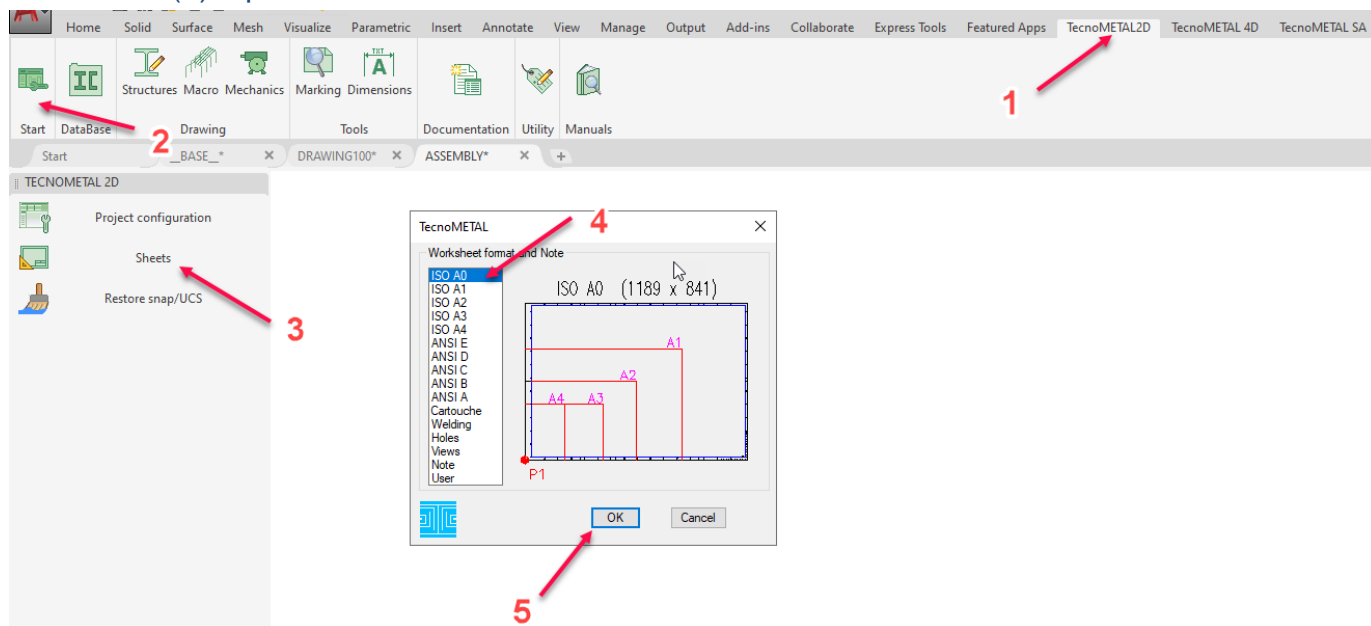 Home Solid Surface Mesh Visualize Parametric Insert Annotate View Manage Output Add-ins Collaborate Express Tools Featured Apps TecnoMETAL2D TecnoMETAL 4D TecnoMETAL SA
1
TXT
A
Structures Macro Mechanics Marking Dimensions
2
Start DataBase Drawing Tools Documentation Utility Manuals
Start __BASE__* DRAWING100* ASSEMBLY*
TECNOMETAL 2D
Project configuration
Sheets
Restore snap/UCS
3
TecnoMETAL
4
Worksheet format and Note
ISO A0
ISO A1
ISO A2
ISO A3
ISO A4
ANSI E
ANSI D
ANSI C
ANSI B
ANSI A
Cartouche
Welding
Holes
Views
Note
User
ISO A0 (1189 x 841)
A1
A2
A4 A3
P1
OK Cancel
5